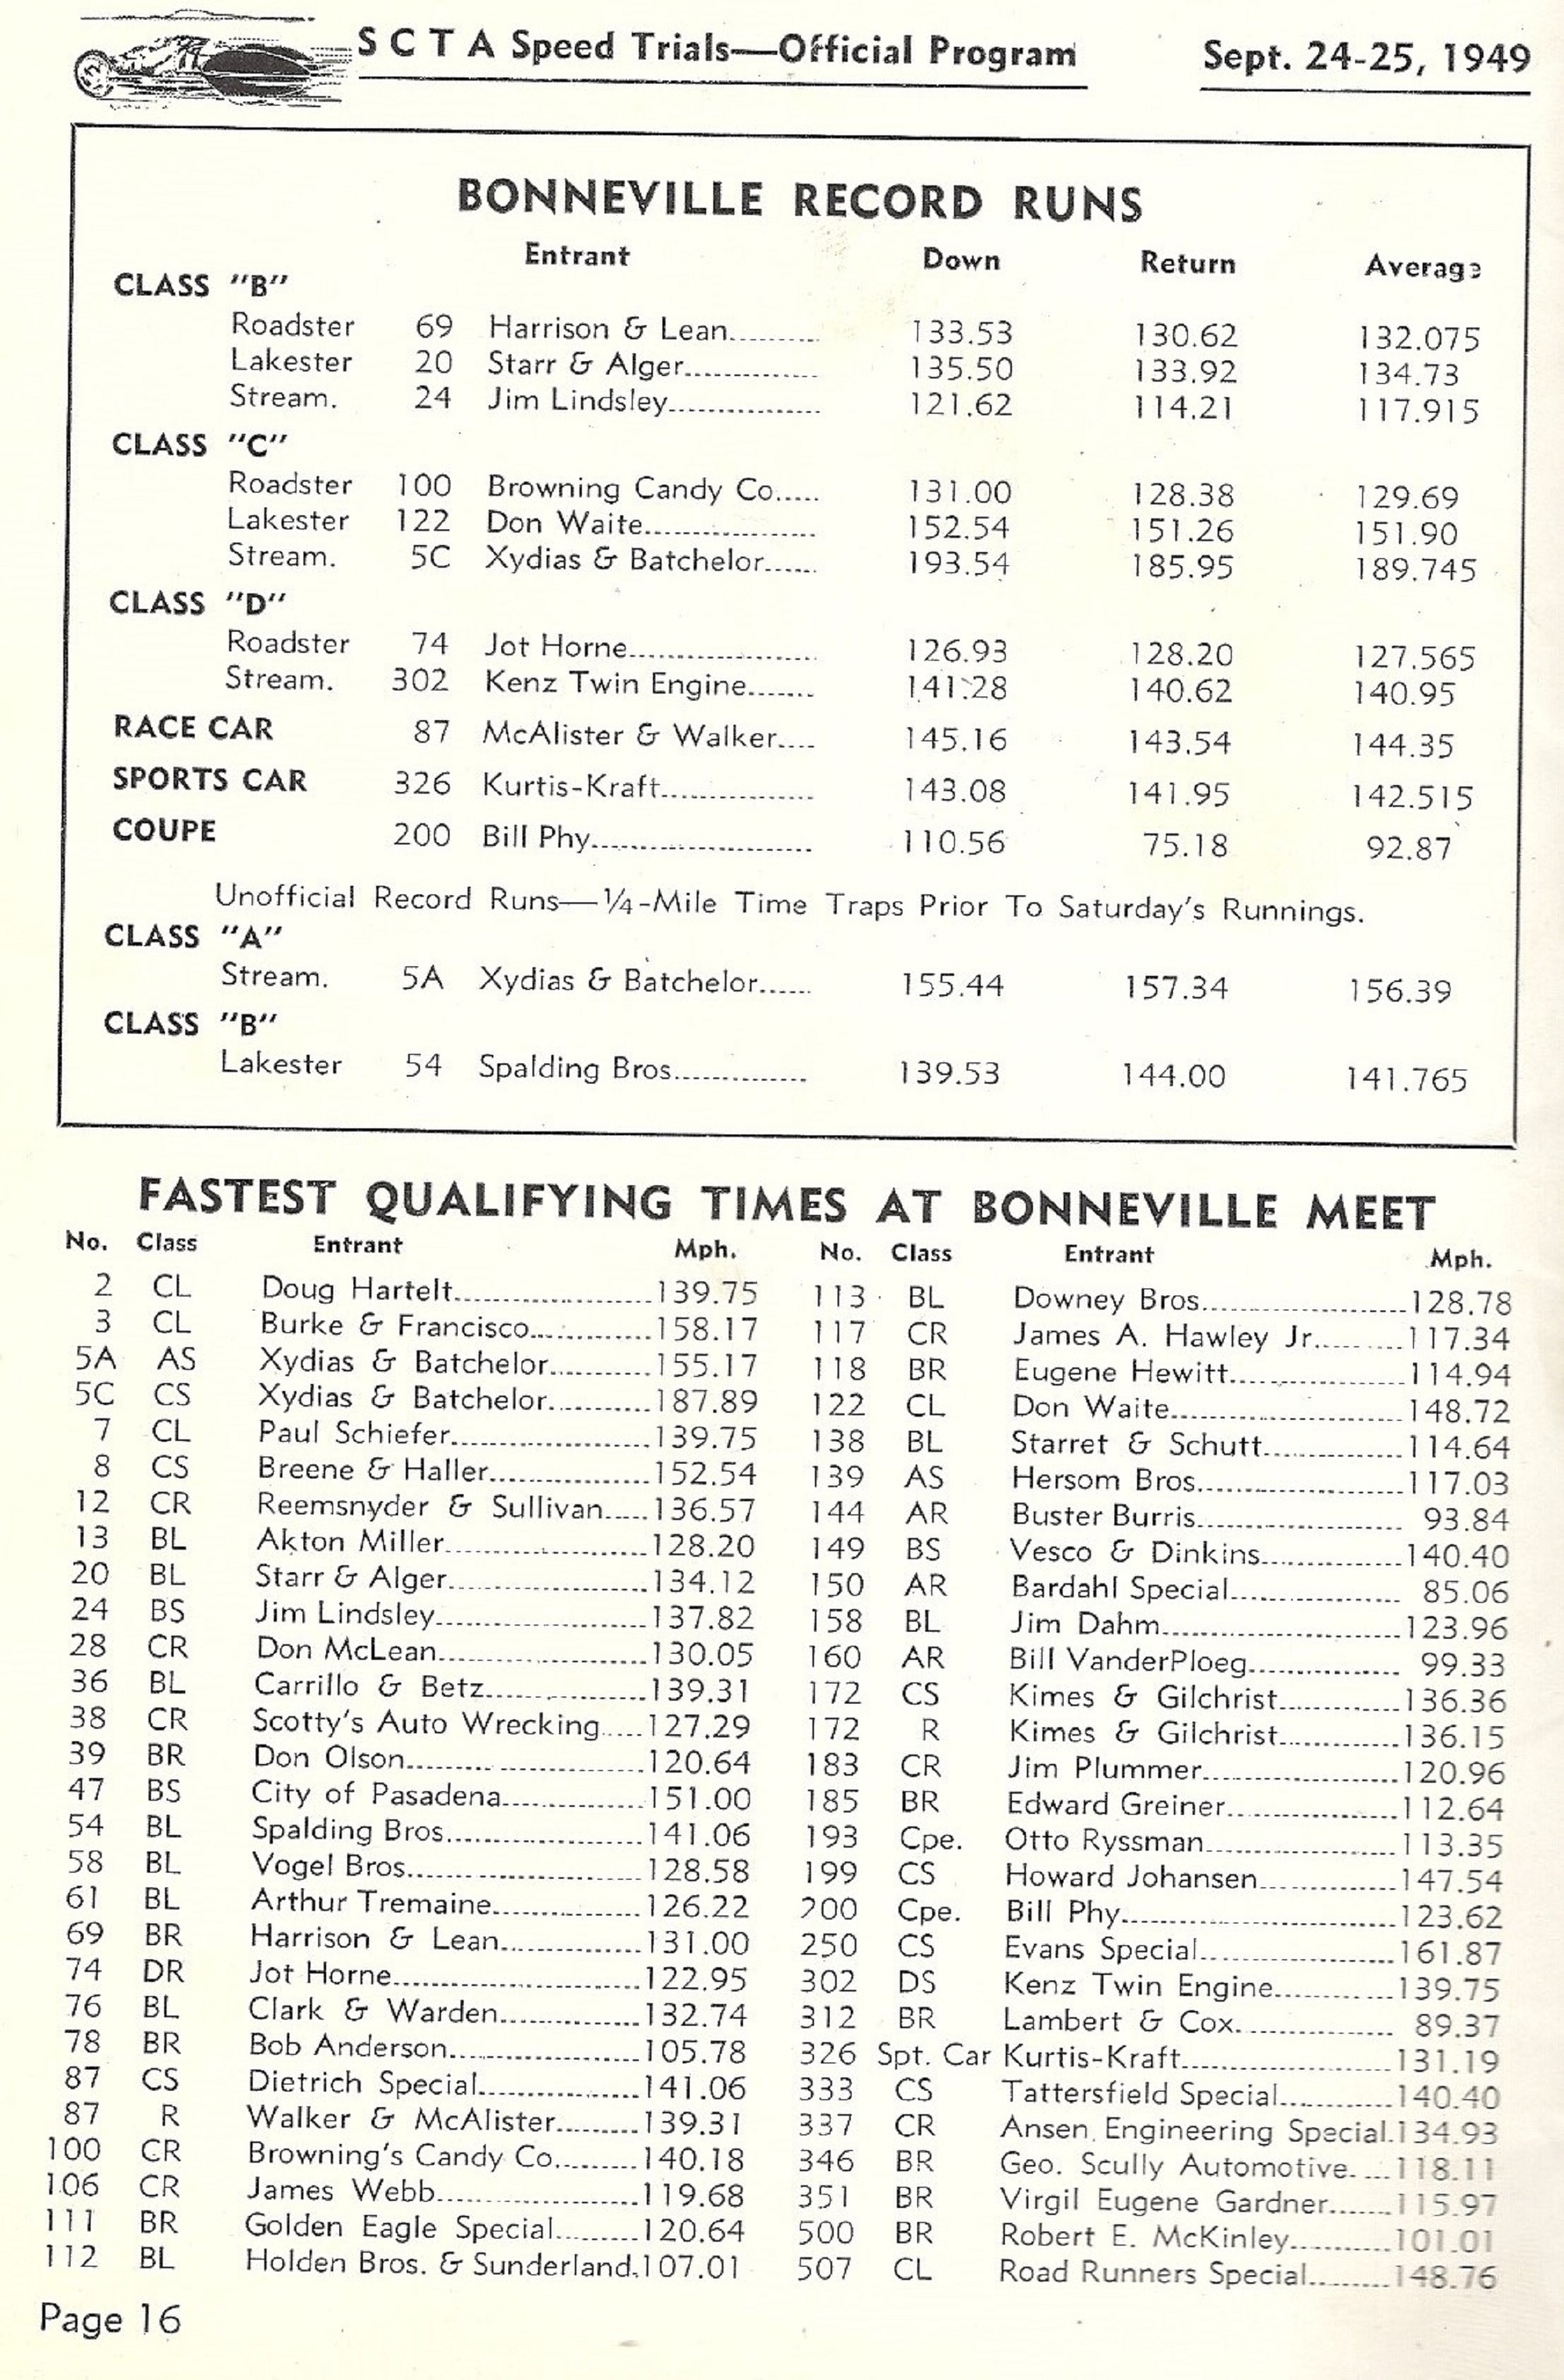 S C T A Speed Trials—Official Program Sept. 24-25, 1949
BONNEVILLE RECORD RUNS
Entrant Down Return Average
CLASS "B"
Roadster 69 Harrison & Lean 133.53 130.62 132.075
Lakester 20 Starr & Alger 135.50 133.92 134.73
Stream. 24 Jim Lindsley 121.62 114.21 117.915
CLASS "C"
Roadster 100 Browning Candy Co. 131.00 128.38 129.69
Lakester 122 Don Waite 152.54 151.26 151.90
Stream. 5C Xydias & Batchelor 193.54 185.95 189.745
CLASS "D"
Roadster 74 Jot Horne 126.93 128.20 127.565
Stream. 302 Kenz Twin Engine 141.28 140.62 140.95
RACE CAR 87 McAlister & Walker 145.16 143.54 144.35
SPORTS CAR 326 Kurtis-Kraft 143.08 141.95 142.515
COUPE 200 Bill Phy 110.56 75.18 92.87
Unofficial Record Runs—¼-Mile Time Traps Prior To Saturday's Runnings.
CLASS "A"
Stream. 5A Xydias & Batchelor 155.44 157.34 156.39
CLASS "B"
Lakester 54 Spalding Bros. 139.53 144.00 141.765
FASTEST QUALIFYING TIMES AT BONNEVILLE MEET
No. Class Entrant Mph.
2 CL Doug Hartelt 139.75
3 CL Burke & Francisco 158.17
5A AS Xydias & Batchelor 155.17
5C CS Xydias & Batchelor 187.89
7 CL Paul Schiefer 139.75
8 CS Breene & Haller 152.54
12 CR Reemsnyder & Sullivan 136.57
13 BL Akton Miller 128.20
20 BL Starr & Alger 134.12
24 BS Jim Lindsley 137.82
28 CR Don McLean 130.05
36 BL Carrillo & Betz 139.31
38 CR Scotty's Auto Wrecking 127.29
39 BR Don Olson 120.64
47 BS City of Pasadena 151.00
54 BL Spalding Bros. 141.06
58 BL Vogel Bros. 128.58
61 BL Arthur Tremaine 126.22
69 BR Harrison & Lean 131.00
74 DR Jot Horne 122.95
76 BL Clark & Warden 132.74
78 BR Bob Anderson 105.78
87 CS Dietrich Special 141.06
87 R Walker & McAlister 139.31
100 CR Browning's Candy Co. 140.18
106 CR James Webb 119.68
111 BR Golden Eagle Special 120.64
112 BL Holden Bros. & Sunderland 107.01
No. Class Entrant Mph.
113 BL Downey Bros. 128.78
117 CR James A. Hawley Jr. 117.34
118 BR Eugene Hewitt 114.94
122 CL Don Waite 148.72
138 BL Starret & Schutt 114.64
139 AS Hersom Bros. 117.03
144 AR Buster Burris 93.84
149 BS Vesco & Dinkins 140.40
150 AR Bardahl Special 85.06
158 BL Jim Dahm 123.96
160 AR Bill VanderPloeg 99.33
172 CS Kimes & Gilchrist 136.36
172 R Kimes & Gilchrist 136.15
183 CR Jim Plummer 120.96
185 BR Edward Greiner 112.64
193 Cpe. Otto Ryssman 113.35
199 CS Howard Johansen 147.54
200 Cpe. Bill Phy 123.62
250 CS Evans Special 161.87
302 DS Kenz Twin Engine 139.75
312 BR Lambert & Cox 89.37
326 Spt. Car Kurtis-Kraft 131.19
333 CS Tattersfield Special 140.40
337 CR Ansen Engineering Special 134.93
346 BR Geo. Scully Automotive 118.11
351 BR Virgil Eugene Gardner 115.97
500 BR Robert E. McKinley 101.01
507 CL Road Runners Special 148.76
Page 16